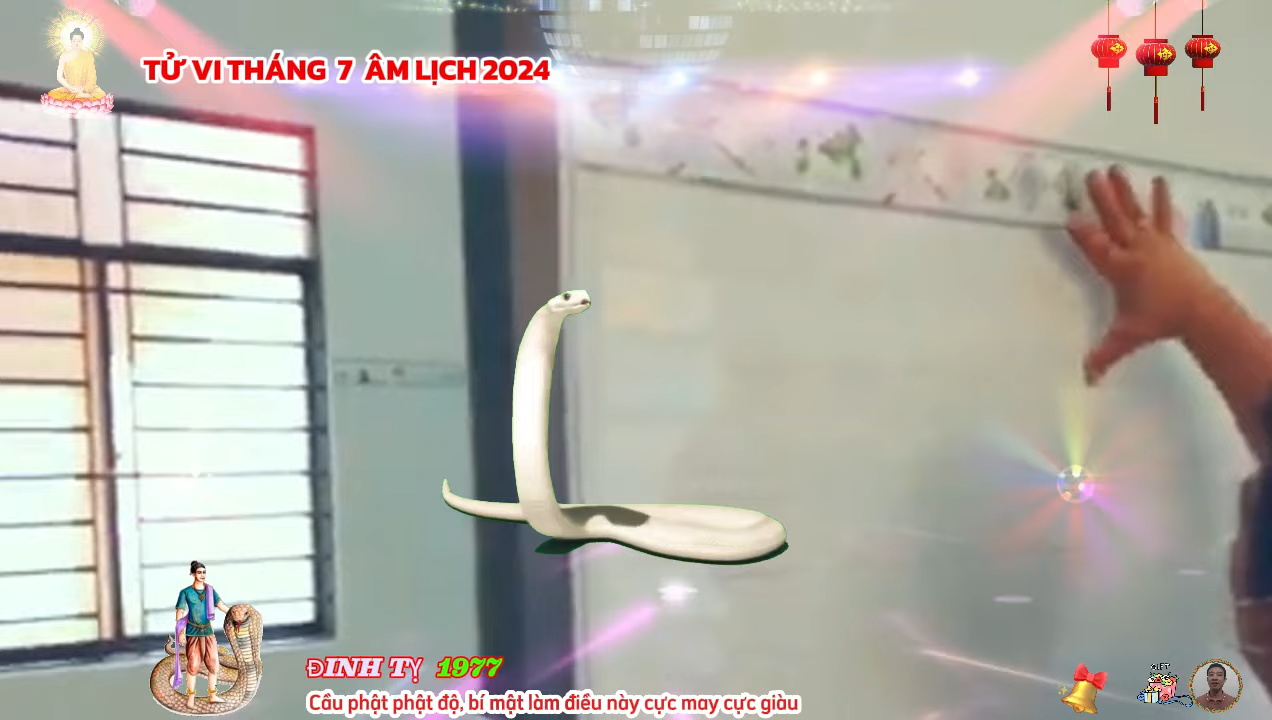 TỬ VI THÁNG 7 ÂM LỊCH 2024
GIFT
ĐINH TỴ 1977
Cầu phật phật độ, bí mật làm điều này cực may cực giàu